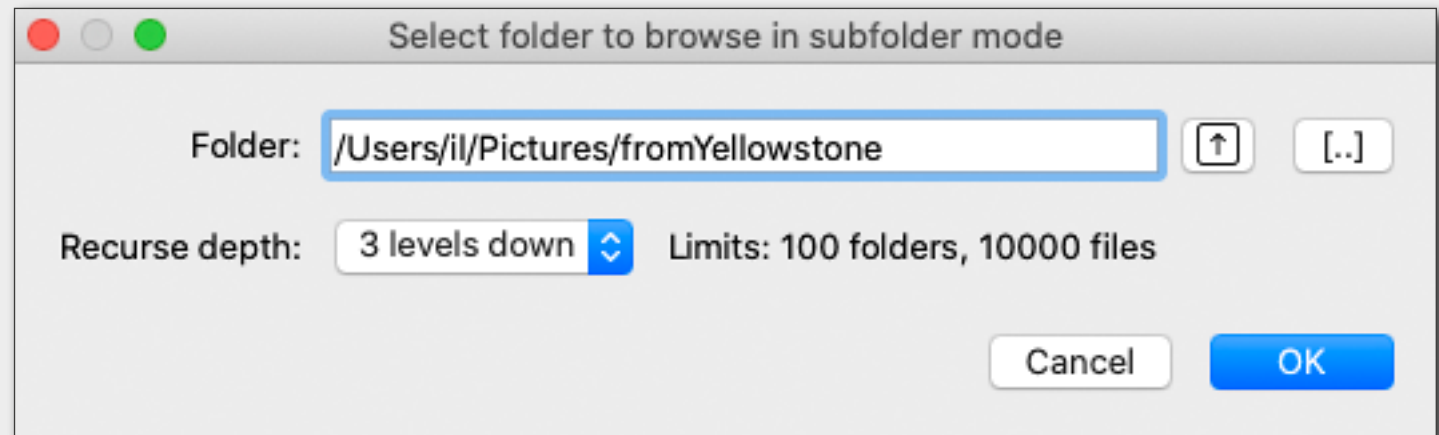 Select folder to browse in subfolder mode
Folder: /Users/il/Pictures/fromYellowstone ↑ [..]
Recurse depth: 3 levels down Limits: 100 folders, 10000 files
Cancel OK